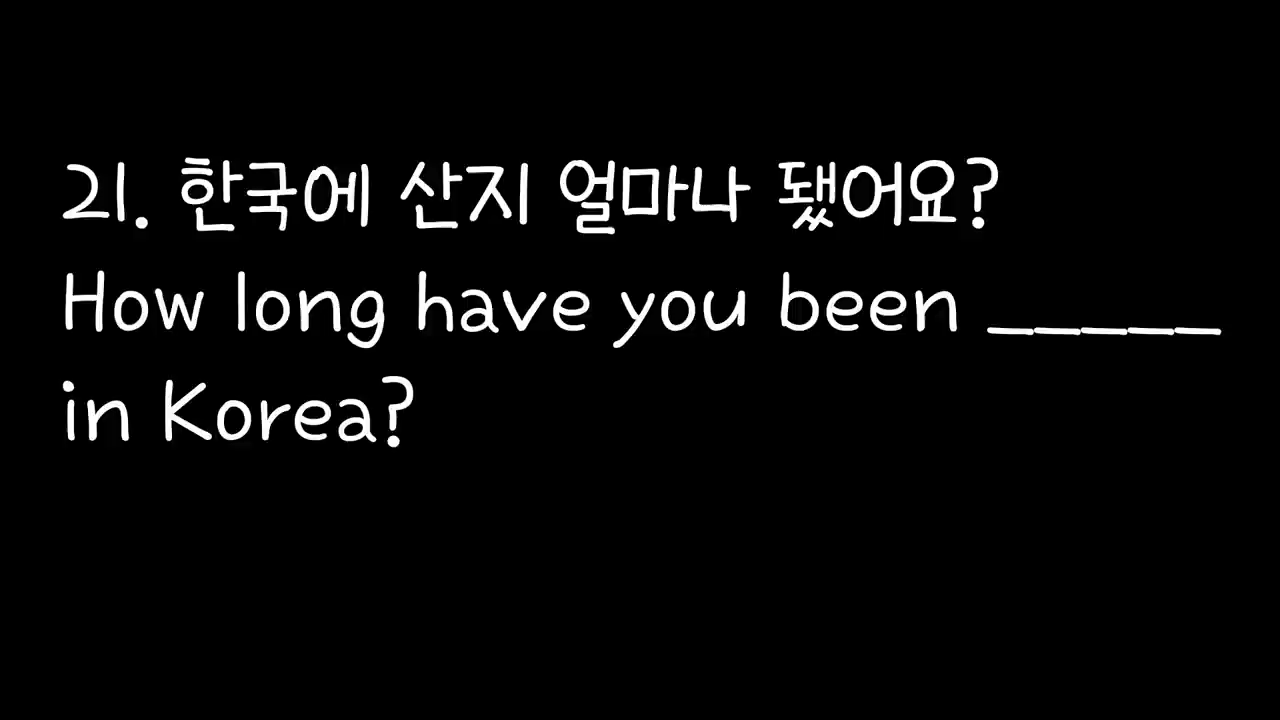 21. 한국에 산지 얼마나 됐어요?
How long have you been _____
in Korea?